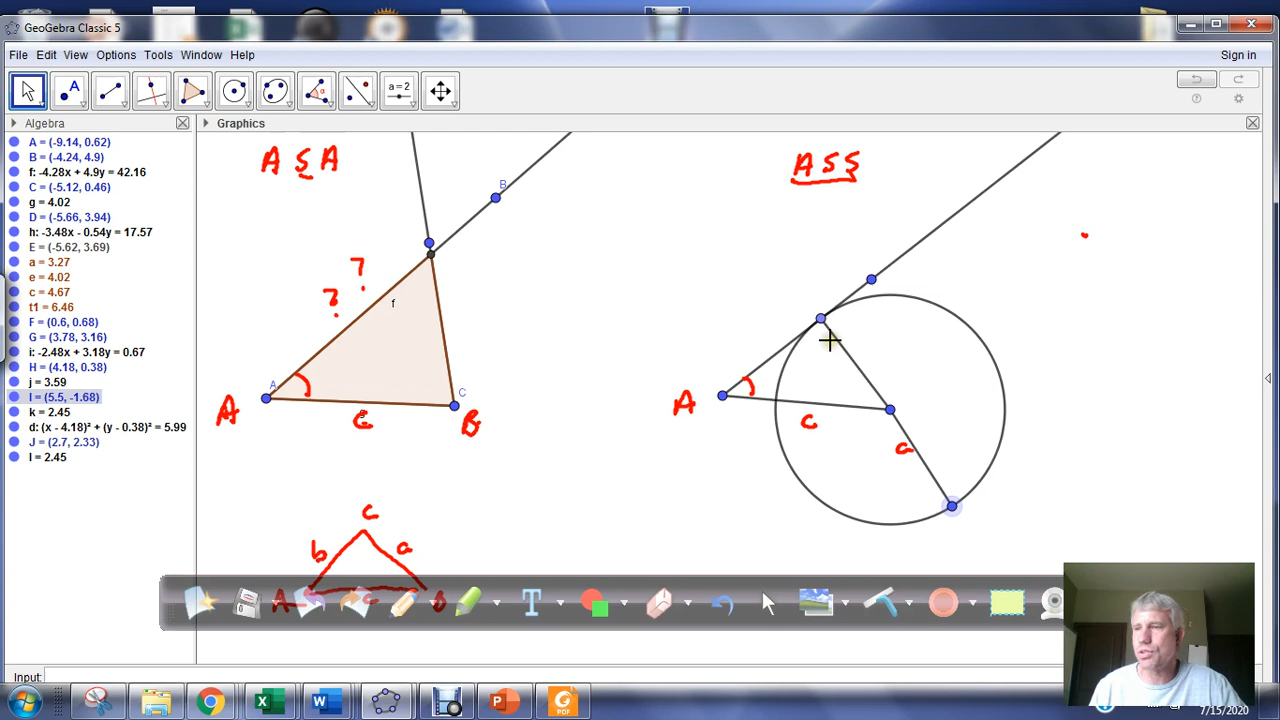 GeoGebra Classic 5
File Edit View Options Tools Window Help
Sign in
A
α
a = 2
Algebra
Graphics
A = (-9.14, 0.62)
B = (-4.24, 4.9)
f: -4.28x + 4.9y = 42.16
C = (-5.12, 0.46)
g = 4.02
D = (-5.66, 3.94)
h: -3.48x - 0.54y = 17.57
E = (-5.62, 3.69)
a = 3.27
e = 4.02
c = 4.67
t1 = 6.46
F = (0.6, 0.68)
G = (3.78, 3.16)
i: -2.48x + 3.18y = 0.67
H = (4.18, 0.38)
j = 3.59
I = (5.5, -1.68)
k = 2.45
d: (x - 4.18)² + (y - 0.38)² = 5.99
J = (2.7, 2.33)
l = 2.45
A S A
B
?
?
f
A
C
A
c
B
C
b
a
A
c
B
A S S
A
c
a
T
Input:
X
W
P
PDF
7/15/2020